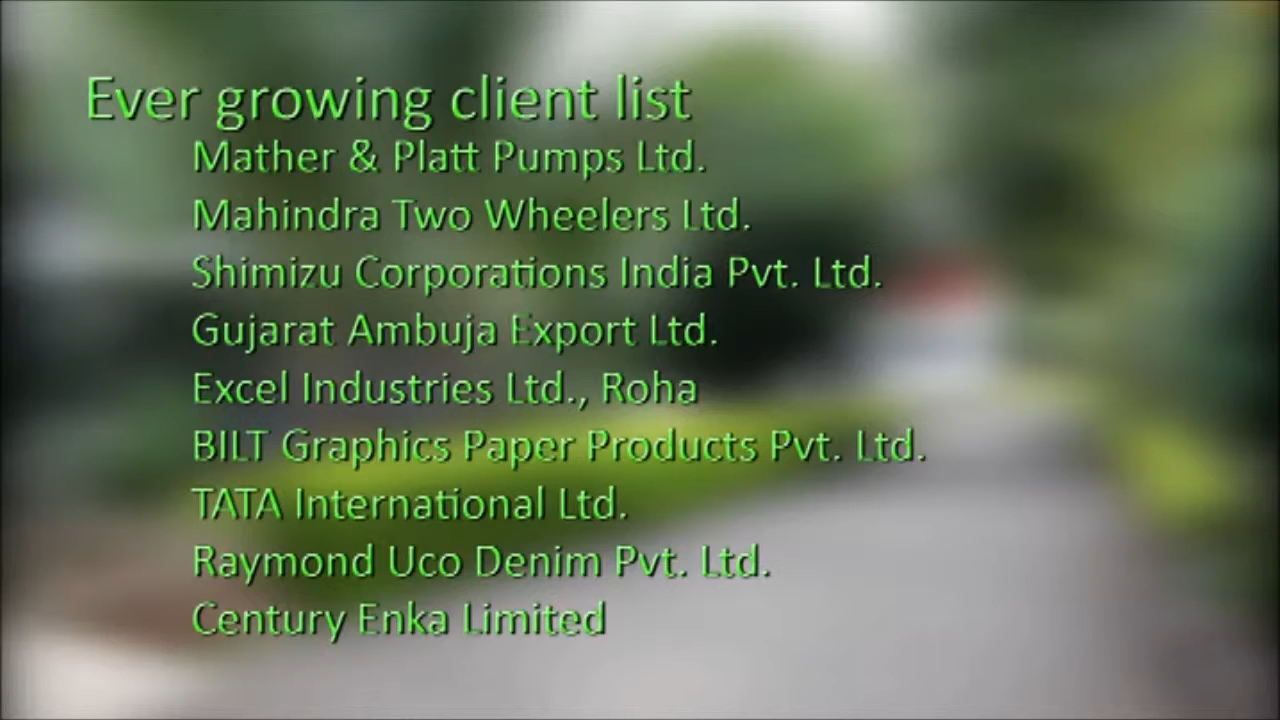 Ever growing client list
Mather & Platt Pumps Ltd.
Mahindra Two Wheelers Ltd.
Shimizu Corporations India Pvt. Ltd.
Gujarat Ambuja Export Ltd.
Excel Industries Ltd., Roha
BILT Graphics Paper Products Pvt. Ltd.
TATA International Ltd.
Raymond Uco Denim Pvt. Ltd.
Century Enka Limited